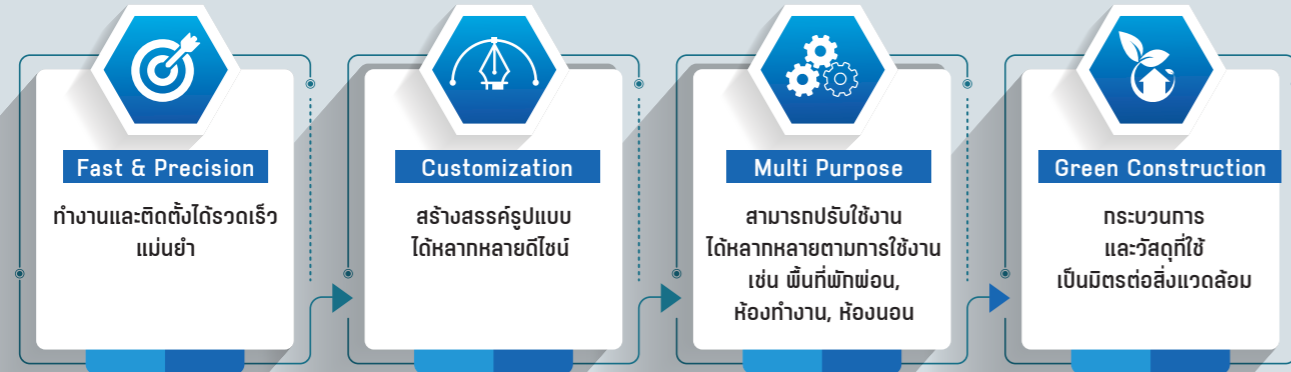 Fast & Precision
ทำงานและติดตั้งได้รวดเร็ว
แม่นยำ
Customization
สร้างสรรค์รูปแบบ
ได้หลากหลายดีไซน์
Multi Purpose
สามารถปรับใช้งาน
ได้หลากหลายตามการใช้งาน
เช่น พื้นที่พักผ่อน,
ห้องทำงาน, ห้องนอน
Green Construction
กระบวนการ
และวัสดุที่ใช้
เป็นมิตรต่อสิ่งแวดล้อม